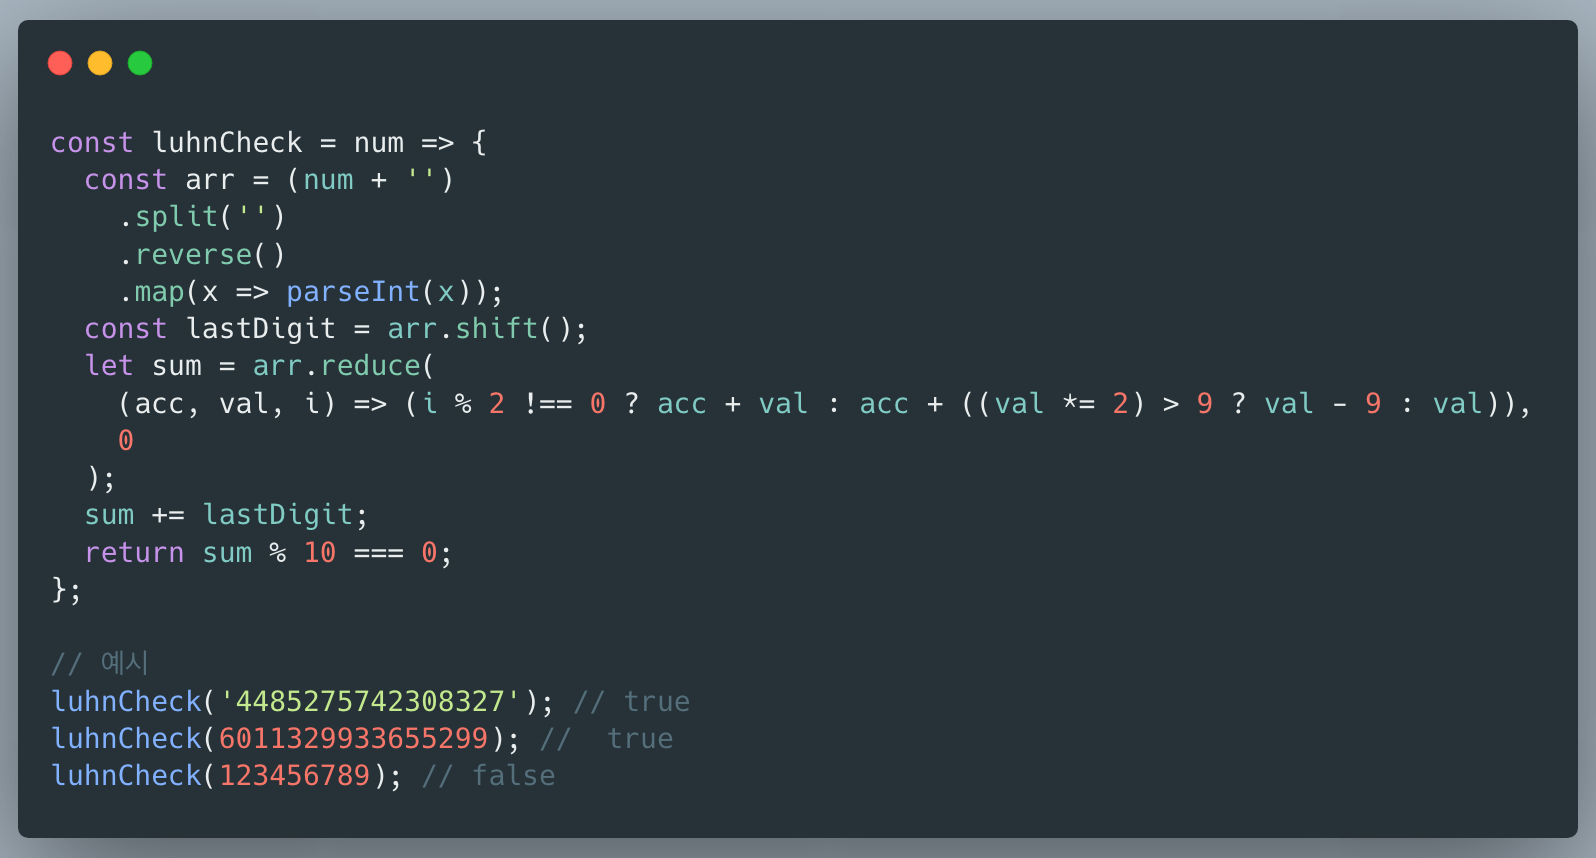 const luhnCheck = num => {
  const arr = (num + '')
    .split('')
    .reverse()
    .map(x => parseInt(x));
  const lastDigit = arr.shift();
  let sum = arr.reduce(
    (acc, val, i) => (i % 2 !== 0 ? acc + val : acc + ((val *= 2) > 9 ? val - 9 : val)),
    0
  );
  sum += lastDigit;
  return sum % 10 === 0;
};

// 예시
luhnCheck('4485275742308327'); // true
luhnCheck(6011329933655299); //  true
luhnCheck(123456789); // false